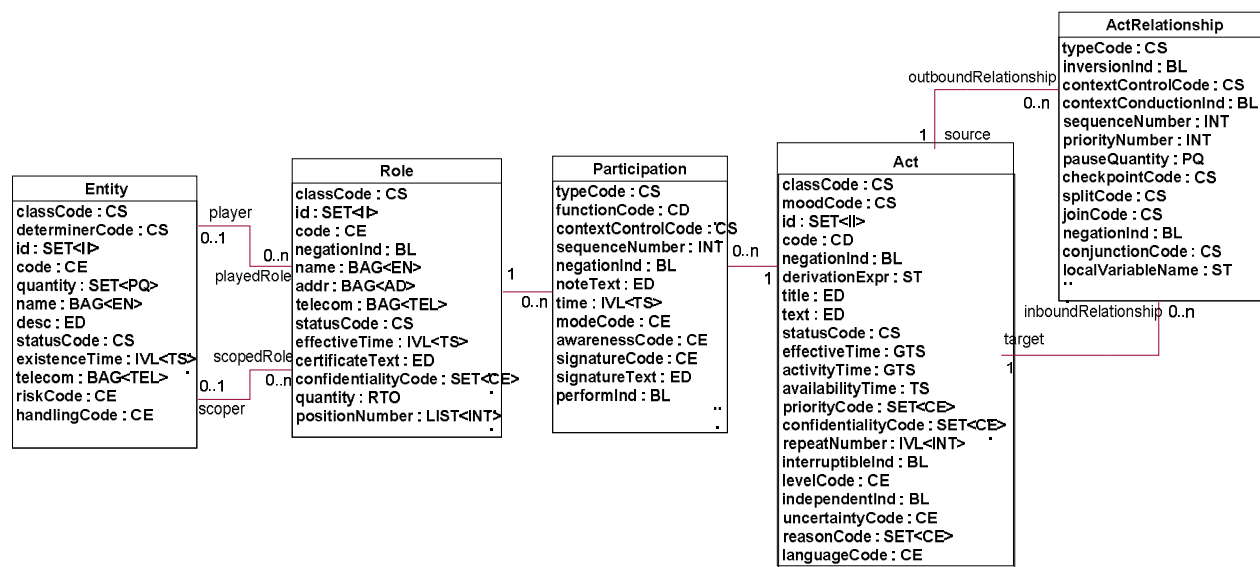 Entity
classCode : CS
determinerCode : CS
id : SET<II>
code : CE
quantity : SET<PQ>
name : BAG<EN>
desc : ED
statusCode : CS
existenceTime : IVL<TS>
telecom : BAG<TEL>
riskCode : CE
handlingCode : CE
player
0..1
0..n
playedRole
scopedRole
0..1
0..n
scoper
Role
classCode : CS
id : SET<II>
code : CE
negationInd : BL
name : BAG<EN>
addr : BAG<AD>
telecom : BAG<TEL>
statusCode : CS
effectiveTime : IVL<TS>
certificateText : ED
confidentialityCode : SET<CE>
quantity : RTO
positionNumber : LIST<INT>
1
0..n
Participation
typeCode : CS
functionCode : CD
contextControlCode : CS
sequenceNumber : INT
negationInd : BL
noteText : ED
time : IVL<TS>
modeCode : CE
awarenessCode : CE
signatureCode : CE
signatureText : ED
performInd : BL
..
0..n
1
Act
classCode : CS
moodCode : CS
id : SET<II>
code : CD
negationInd : BL
derivationExpr : ST
title : ED
text : ED
statusCode : CS
effectiveTime : GTS
activityTime : GTS
availabilityTime : TS
priorityCode : SET<CE>
confidentialityCode : SET<CE>
repeatNumber : IVL<INT>
interruptibleInd : BL
levelCode : CE
independentInd : BL
uncertaintyCode : CE
reasonCode : SET<CE>
languageCode : CE
outboundRelationship
0..n
1
source
ActRelationship
typeCode : CS
inversionInd : BL
contextControlCode : CS
contextConductionInd : BL
sequenceNumber : INT
priorityNumber : INT
pauseQuantity : PQ
checkpointCode : CS
splitCode : CS
joinCode : CS
negationInd : BL
conjunctionCode : CS
localVariableName : ST
..
inboundRelationship
0..n
target
1